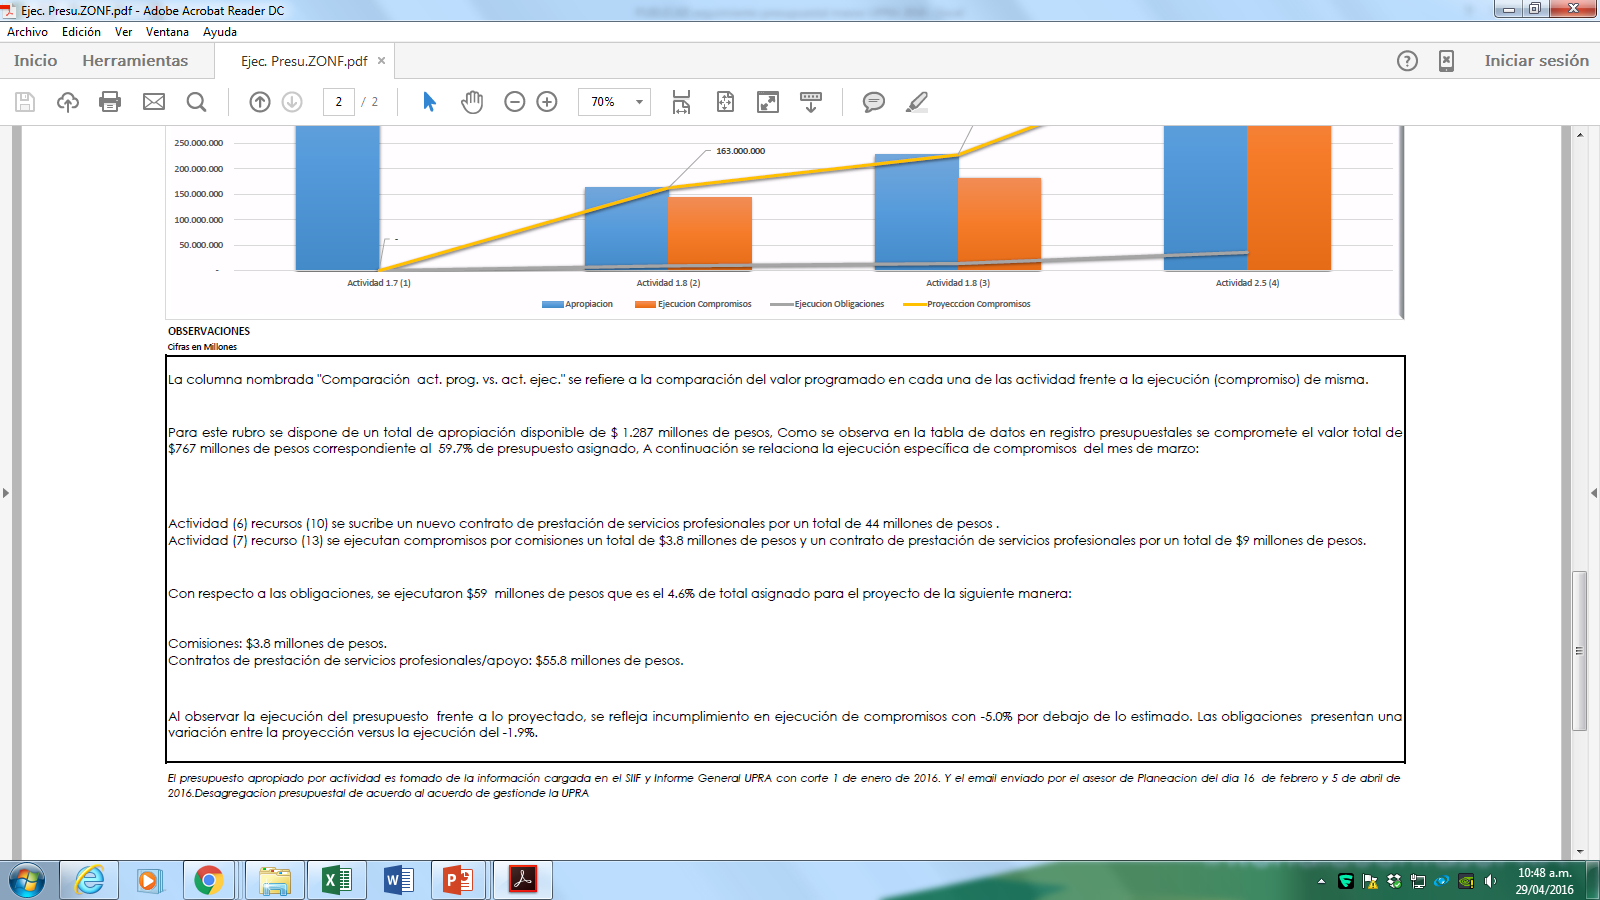 Ejec. Presu.ZONF.pdf - Adobe Acrobat Reader DC
Archivo Edición Ver Ventana Ayuda
Inicio Herramientas Ejec. Presu.ZONF.pdf × Iniciar sesión
2 / 2 70%
250.000.000
200.000.000
150.000.000
100.000.000
50.000.000
-
163.000.000
-
Actividad 1.7 (1) Actividad 1.8 (2) Actividad 1.8 (3) Actividad 2.5 (4)
Apropiacion Ejecucion Compromisos Ejecucion Obligaciones Proyecccion Compromisos
OBSERVACIONES
Cifras en Millones
La columna nombrada "Comparación act. prog. vs. act. ejec." se refiere a la comparación del valor programado en cada una de las actividad frente a la ejecución (compromiso) de misma.
Para este rubro se dispone de un total de apropiación disponible de $ 1.287 millones de pesos, Como se observa en la tabla de datos en registro presupuestales se compromete el valor total de
$767 millones de pesos correspondiente al 59.7% de presupuesto asignado, A continuación se relaciona la ejecución específica de compromisos del mes de marzo:
Actividad (6) recursos (10) se sucribe un nuevo contrato de prestación de servicios profesionales por un total de 44 millones de pesos .
Actividad (7) recurso (13) se ejecutan compromisos por comisiones un total de $3.8 millones de pesos y un contrato de prestación de servicios profesionales por un total de $9 millones de pesos.
Con respecto a las obligaciones, se ejecutaron $59 millones de pesos que es el 4.6% de total asignado para el proyecto de la siguiente manera:
Comisiones: $3.8 millones de pesos.
Contratos de prestación de servicios profesionales/apoyo: $55.8 millones de pesos.
Al observar la ejecución del presupuesto frente a lo proyectado, se refleja incumplimiento en ejecución de compromisos con -5.0% por debajo de lo estimado. Las obligaciones presentan una
variación entre la proyección versus la ejecución del -1.9%.
El presupuesto apropiado por actividad es tomado de la información cargada en el SIIF y Informe General UPRA con corte 1 de enero de 2016. Y el email enviado por el asesor de Planeacion del dia 16 de febrero y 5 de abril de
2016.Desagregacion presupuestal de acuerdo al acuerdo de gestionde la UPRA
10:48 a.m.
29/04/2016